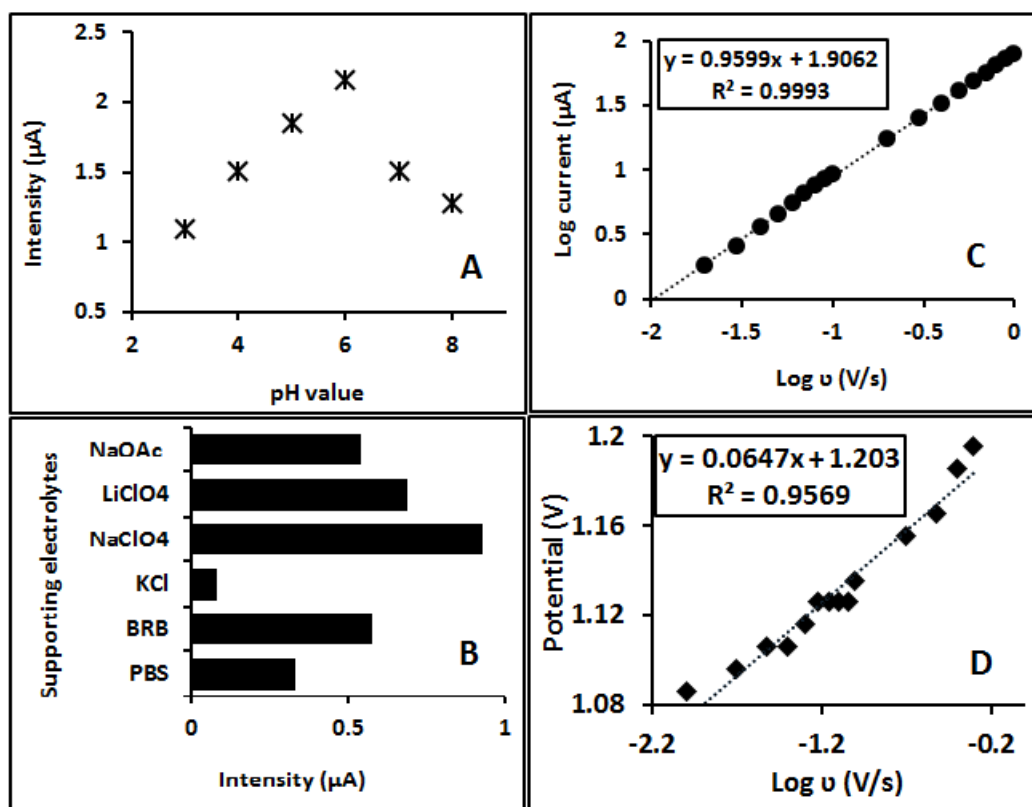 2.5
2
1.5
1
0.5
2
4
6
8
Intensity (µA)
pH value
A
y = 0.9599x + 1.9062
R² = 0.9993
2
1.5
1
0.5
0
-2
-1.5
-1
-0.5
0
Log current (µA)
Log υ (V/s)
C
NaOAc
LiClO4
NaClO4
KCl
BRB
PBS
Supporting electrolytes
0
0.5
1
Intensity (µA)
B
y = 0.0647x + 1.203
R² = 0.9569
1.2
1.16
1.12
1.08
-2.2
-1.2
-0.2
Potential (V)
Log υ (V/s)
D